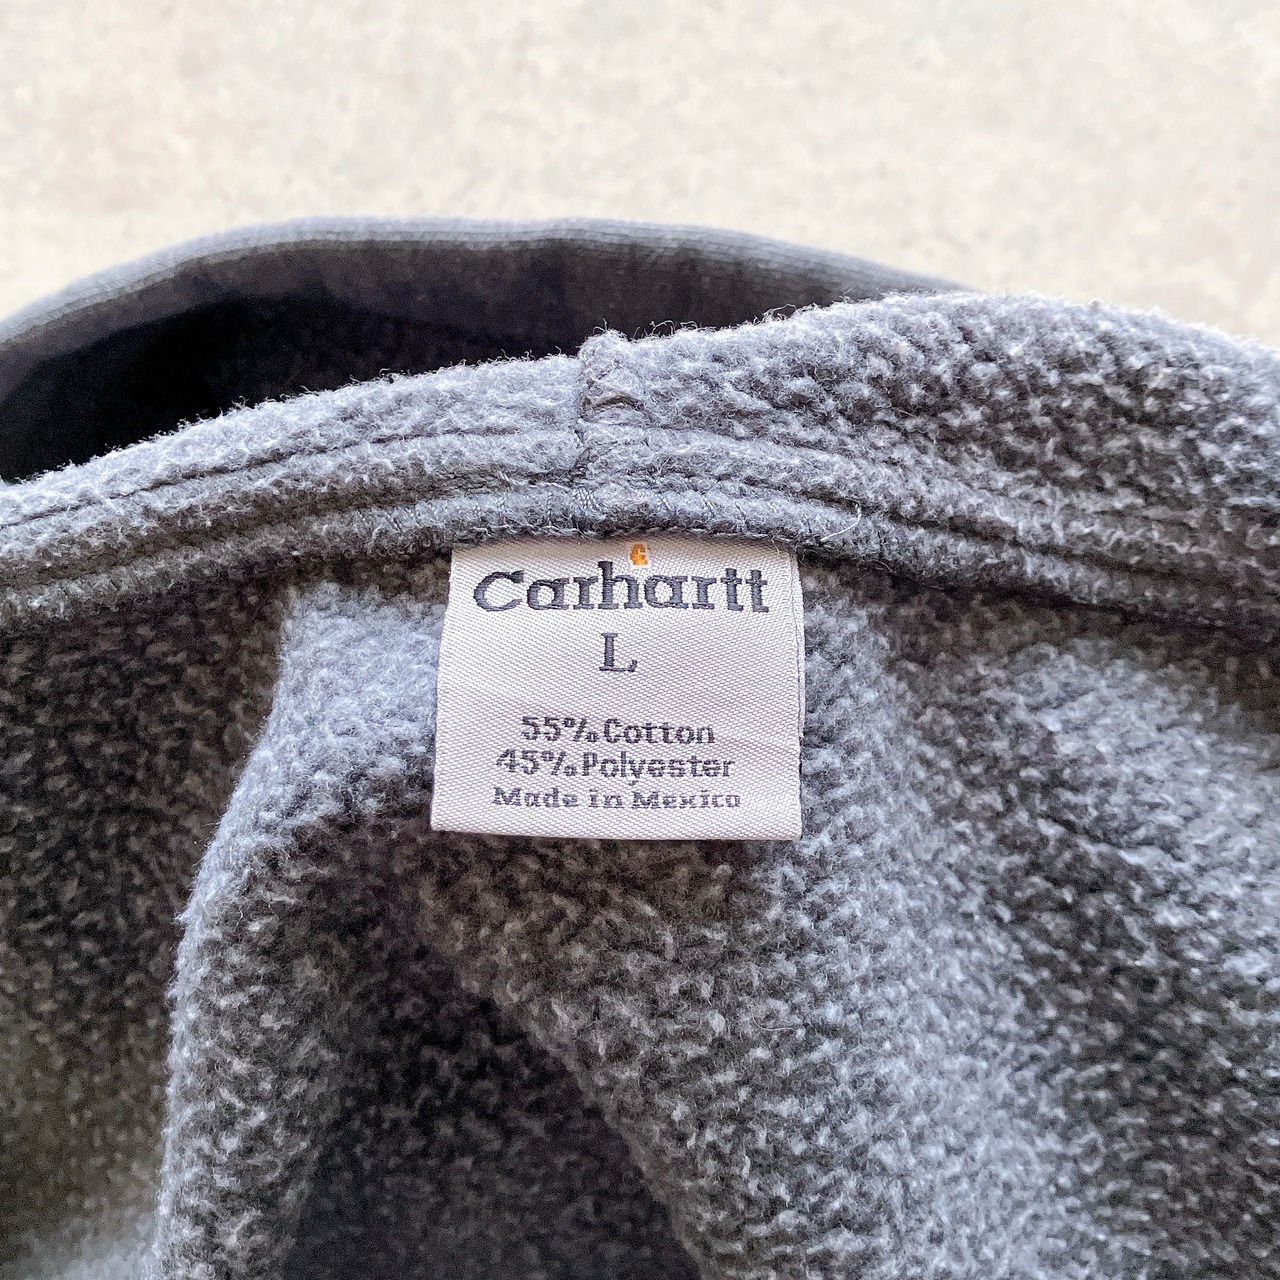 Carhartt
L
55% Cotton
45% Polyester
Made in Mexico